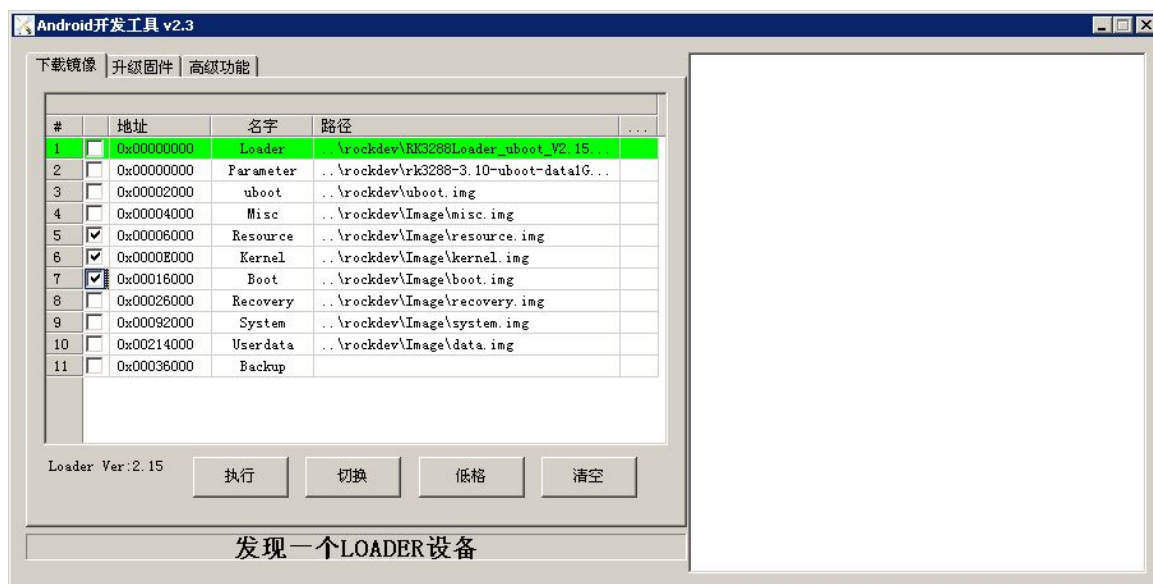 Android开发工具 v2.3
下载镜像 升级固件 高级功能
# 地址 名字 路径 ...
1 0x00000000 Loader ..\rockdev\RK3288Loader_uboot_V2.15...
2 0x00000000 Parameter ..\rockdev\rk3288-3.10-uboot-data1G...
3 0x00002000 uboot ..\rockdev\uboot.img
4 0x00004000 Misc ..\rockdev\Image\misc.img
5 0x00006000 Resource ..\rockdev\Image\resource.img
6 0x0000E000 Kernel ..\rockdev\Image\kernel.img
7 0x00016000 Boot ..\rockdev\Image\boot.img
8 0x00026000 Recovery ..\rockdev\Image\recovery.img
9 0x00092000 System ..\rockdev\Image\system.img
10 0x00214000 Userdata ..\rockdev\Image\data.img
11 0x00036000 Backup
Loader Ver:2.15 执行 切换 低格 清空
发现一个LOADER设备